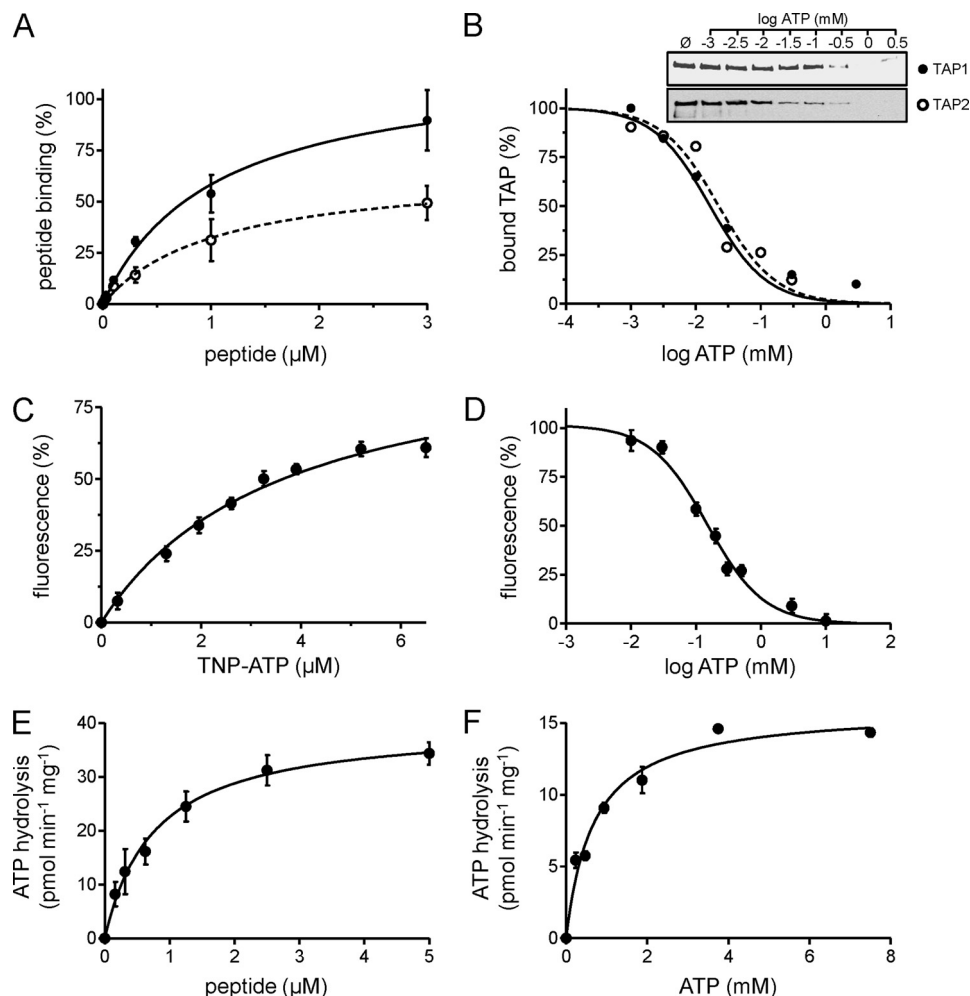 A
peptide binding (%)
100
75
50
25
0
0
1
2
3
peptide (µM)
B
log ATP (mM)
Ø -3 -2.5 -2 -1.5 -1 -0.5 0 0.5
TAP1
TAP2
bound TAP (%)
100
75
50
25
0
-4 -3 -2 -1 0 1
log ATP (mM)
C
fluorescence (%)
75
50
25
0
0 2 4 6
TNP-ATP (µM)
D
fluorescence (%)
100
75
50
25
0
-3 -2 -1 0 1 2
log ATP (mM)
E
ATP hydrolysis
(pmol min⁻¹ mg⁻¹)
40
30
20
10
0
0 1 2 3 4 5
peptide (µM)
F
ATP hydrolysis
(pmol min⁻¹ mg⁻¹)
15
10
5
0
0 2 4 6 8
ATP (mM)